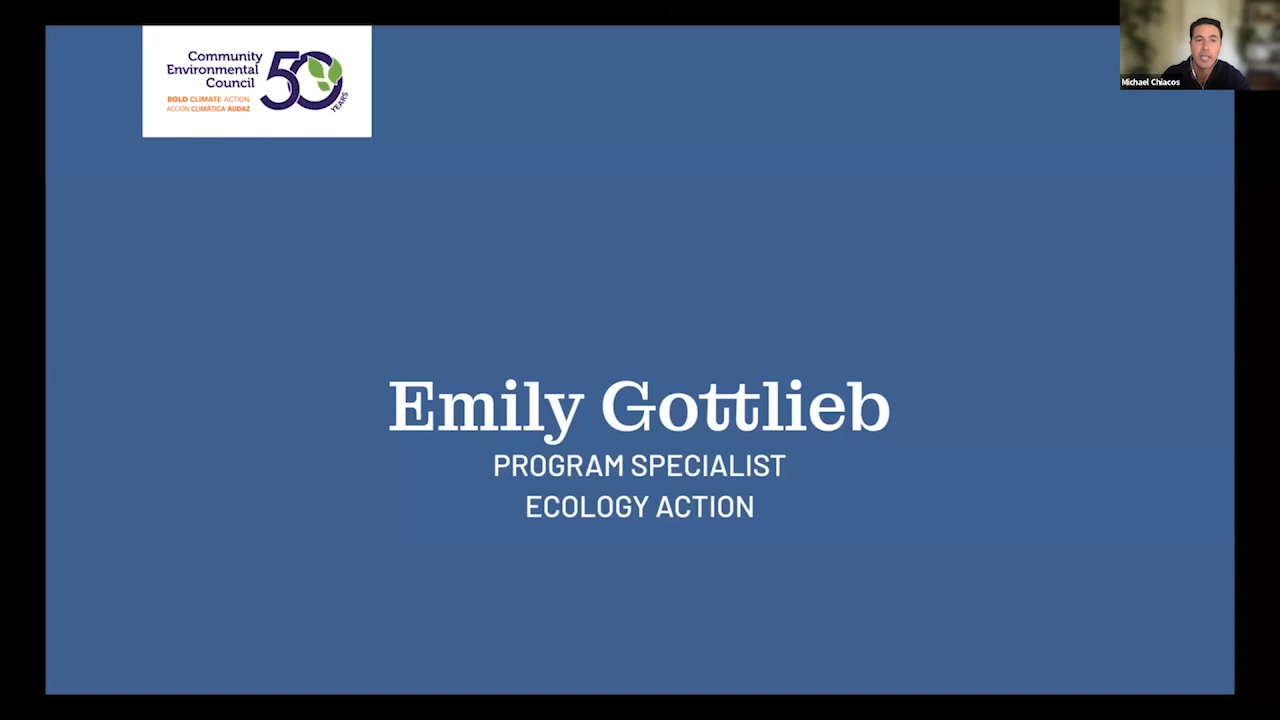 Community
Environmental
Council
50
YEARS
BOLD CLIMATE ACTION
ACCIÓN CLIMÁTICA AUDAZ
Michael Chiacos
Emily Gottlieb
PROGRAM SPECIALIST
ECOLOGY ACTION